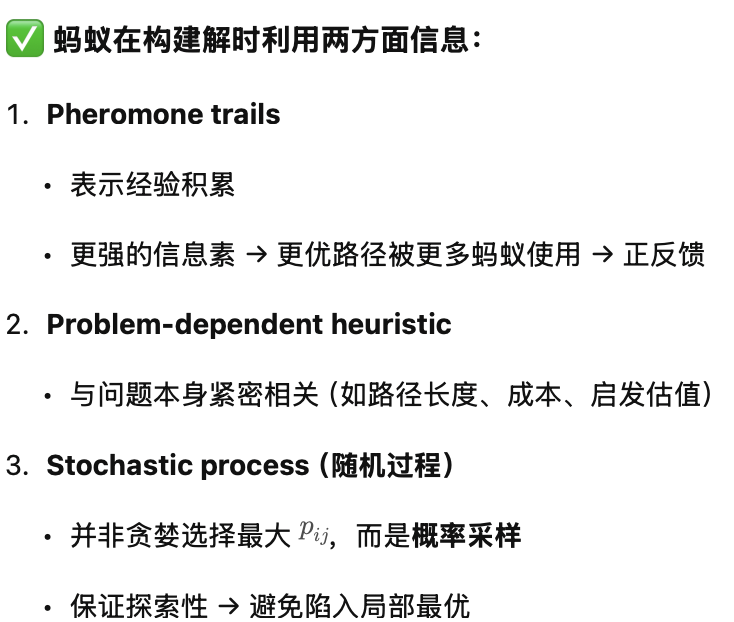 ✅ 蚂蚁在构建解时利用两方面信息：
1. Pheromone trails
• 表示经验积累
• 更强的信息素 → 更优路径被更多蚂蚁使用 → 正反馈
2. Problem-dependent heuristic
• 与问题本身紧密相关（如路径长度、成本、启发估值）
3. Stochastic process（随机过程）
• 并非贪婪选择最大 p_{ij}，而是概率采样
• 保证探索性 → 避免陷入局部最优